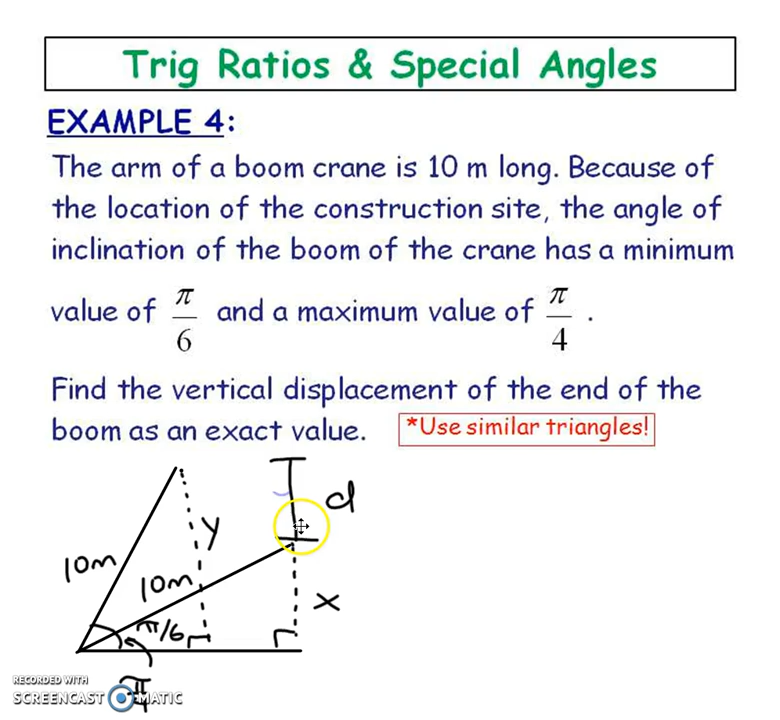 Trig Ratios & Special Angles
EXAMPLE 4:
The arm of a boom crane is 10 m long. Because of
the location of the construction site, the angle of
inclination of the boom of the crane has a minimum
value of π/6 and a maximum value of π/4 .
Find the vertical displacement of the end of the
boom as an exact value. *Use similar triangles!
d
y
10m
10m
x
π/6
π/4
RECORDED WITH
SCREENCAST MATIC